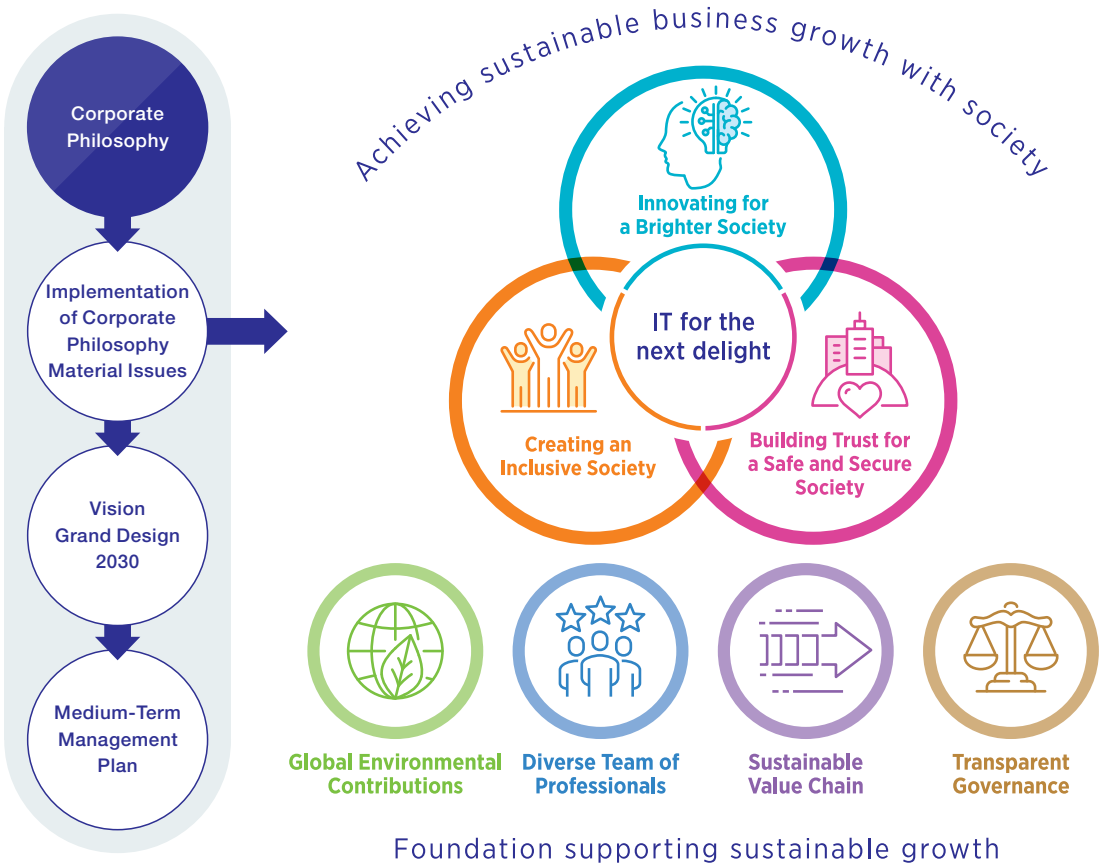 Corporate
Philosophy
Implementation
of Corporate
Philosophy
Material Issues
Vision
Grand Design
2030
Medium-Term
Management
Plan
Achieving sustainable business growth with society
Innovating for
a Brighter Society
IT for the
next delight
Creating an
Inclusive Society
Building Trust for
a Safe and Secure
Society
Global Environmental
Contributions
Diverse Team of
Professionals
Sustainable
Value Chain
Transparent
Governance
Foundation supporting sustainable growth